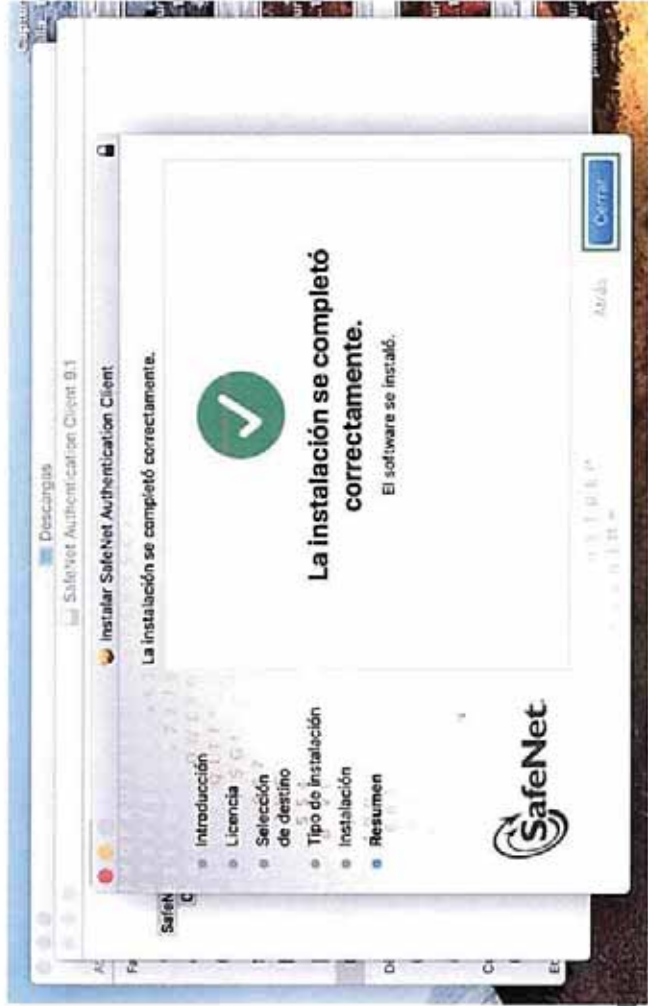 Descargas
SafeNet Authentication Client 9.1
Instalar SafeNet Authentication Client
La instalación se completó correctamente.
Introducción
Licencia
Selección
de destino
Tipo de instalación
Instalación
Resumen
La instalación se completó
correctamente.
El software se instaló.
SafeNet
Atrás
Cerrar